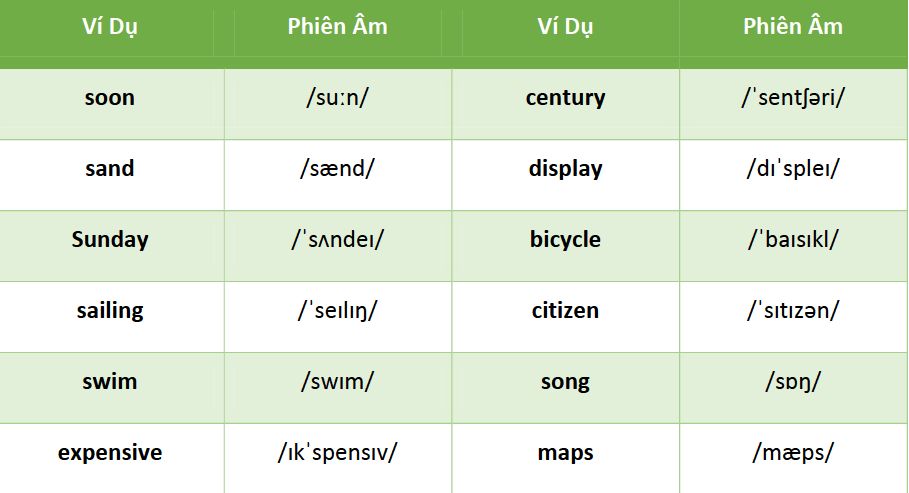 Ví Dụ Phiên Âm Ví Dụ Phiên Âm
soon /suːn/ century /ˈsentʃəri/
sand /sænd/ display /dɪˈspleɪ/
Sunday /ˈsʌndeɪ/ bicycle /ˈbaɪsɪkl/
sailing /ˈseɪlɪŋ/ citizen /ˈsɪtɪzən/
swim /swɪm/ song /sɒŋ/
expensive /ɪkˈspensɪv/ maps /mæps/